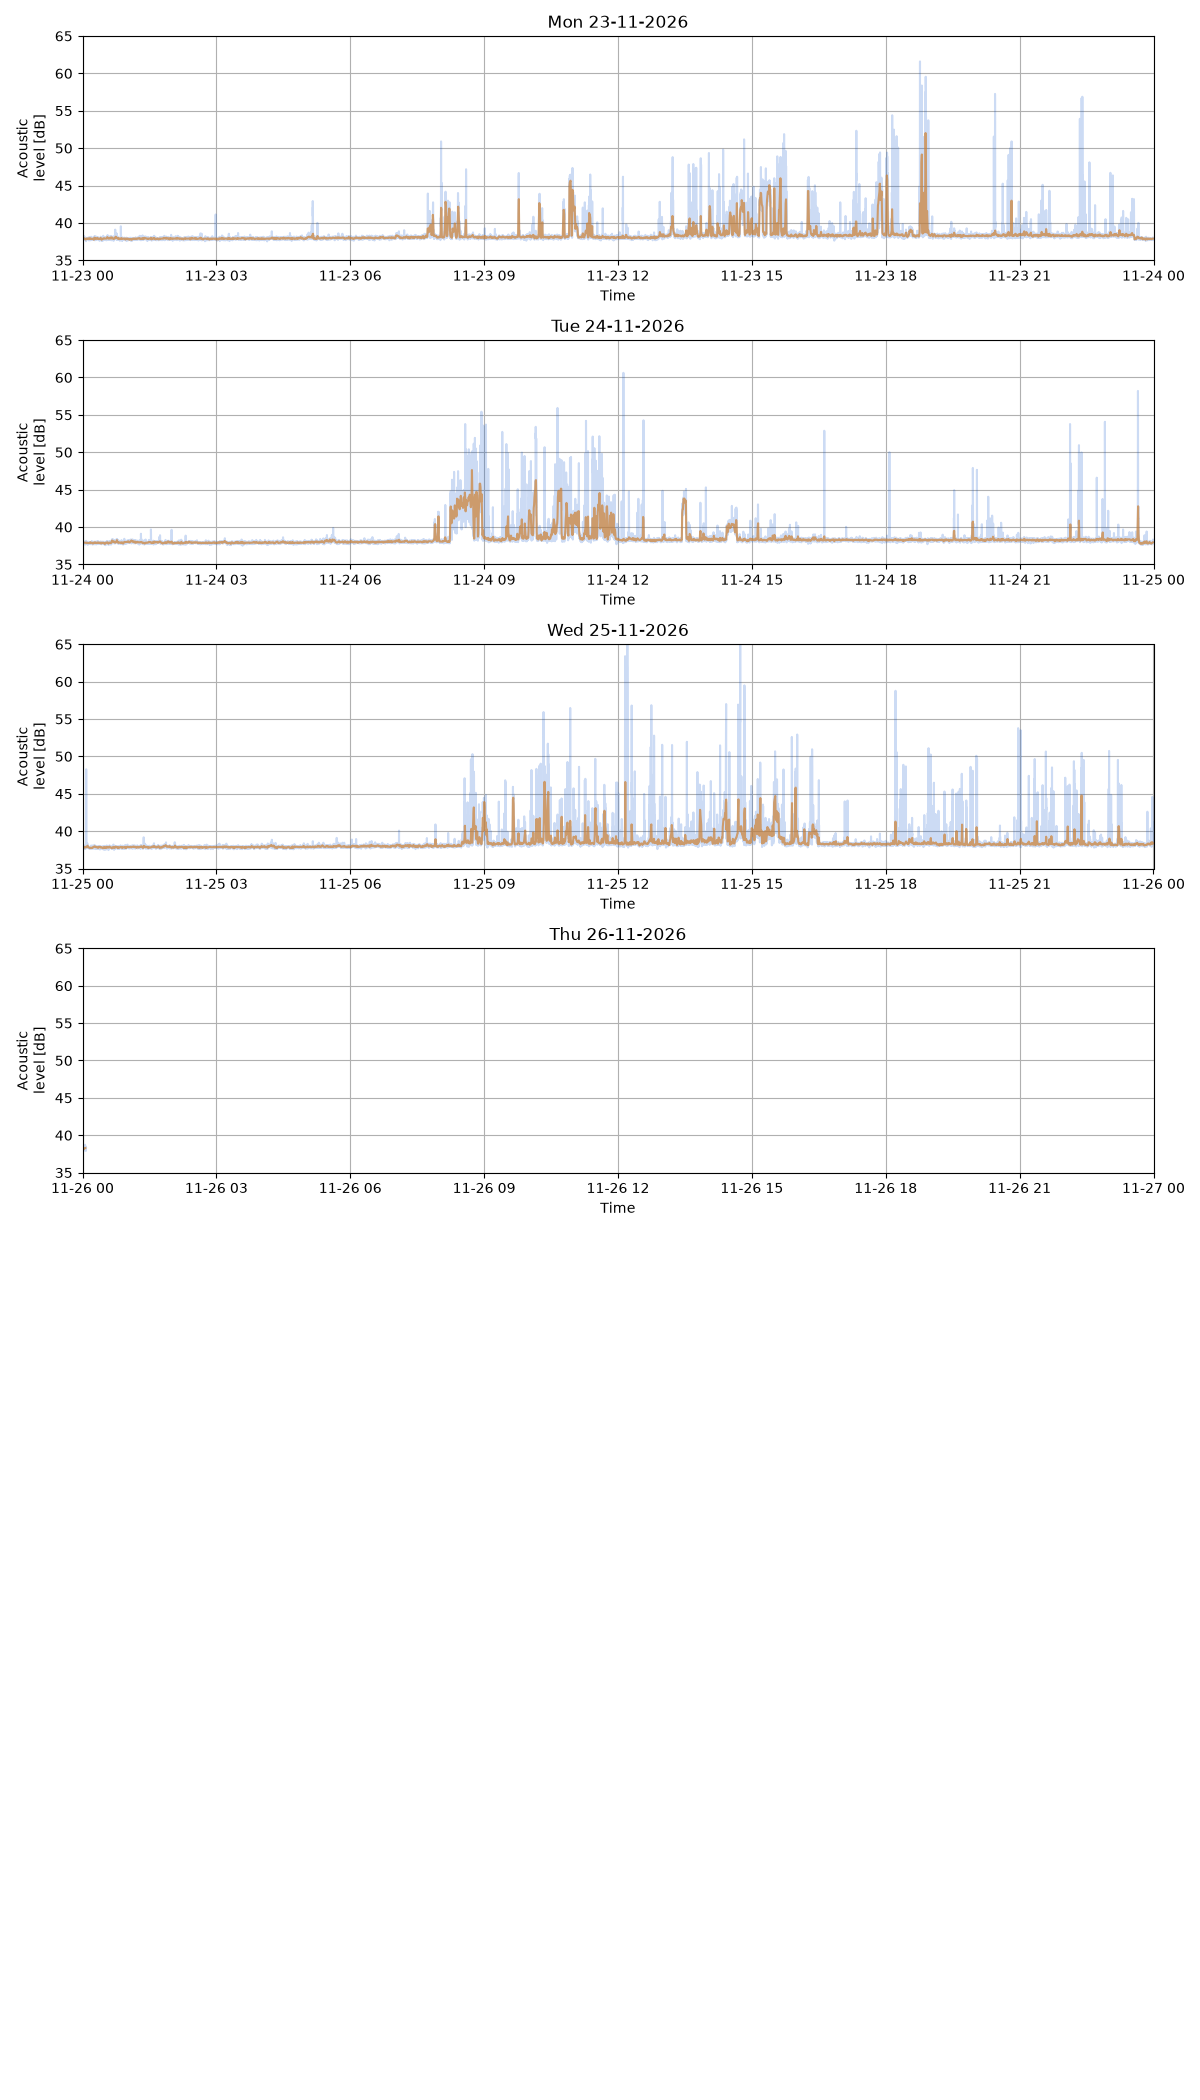 Mon 23-11-2026
65
60
55
50
45
40
35
Acoustic
level [dB]
11-23 00 11-23 03 11-23 06 11-23 09 11-23 12 11-23 15 11-23 18 11-23 21 11-24 00
Time
Tue 24-11-2026
65
60
55
50
45
40
35
Acoustic
level [dB]
11-24 00 11-24 03 11-24 06 11-24 09 11-24 12 11-24 15 11-24 18 11-24 21 11-25 00
Time
Wed 25-11-2026
65
60
55
50
45
40
35
Acoustic
level [dB]
11-25 00 11-25 03 11-25 06 11-25 09 11-25 12 11-25 15 11-25 18 11-25 21 11-26 00
Time
Thu 26-11-2026
65
60
55
50
45
40
35
Acoustic
level [dB]
11-26 00 11-26 03 11-26 06 11-26 09 11-26 12 11-26 15 11-26 18 11-26 21 11-27 00
Time